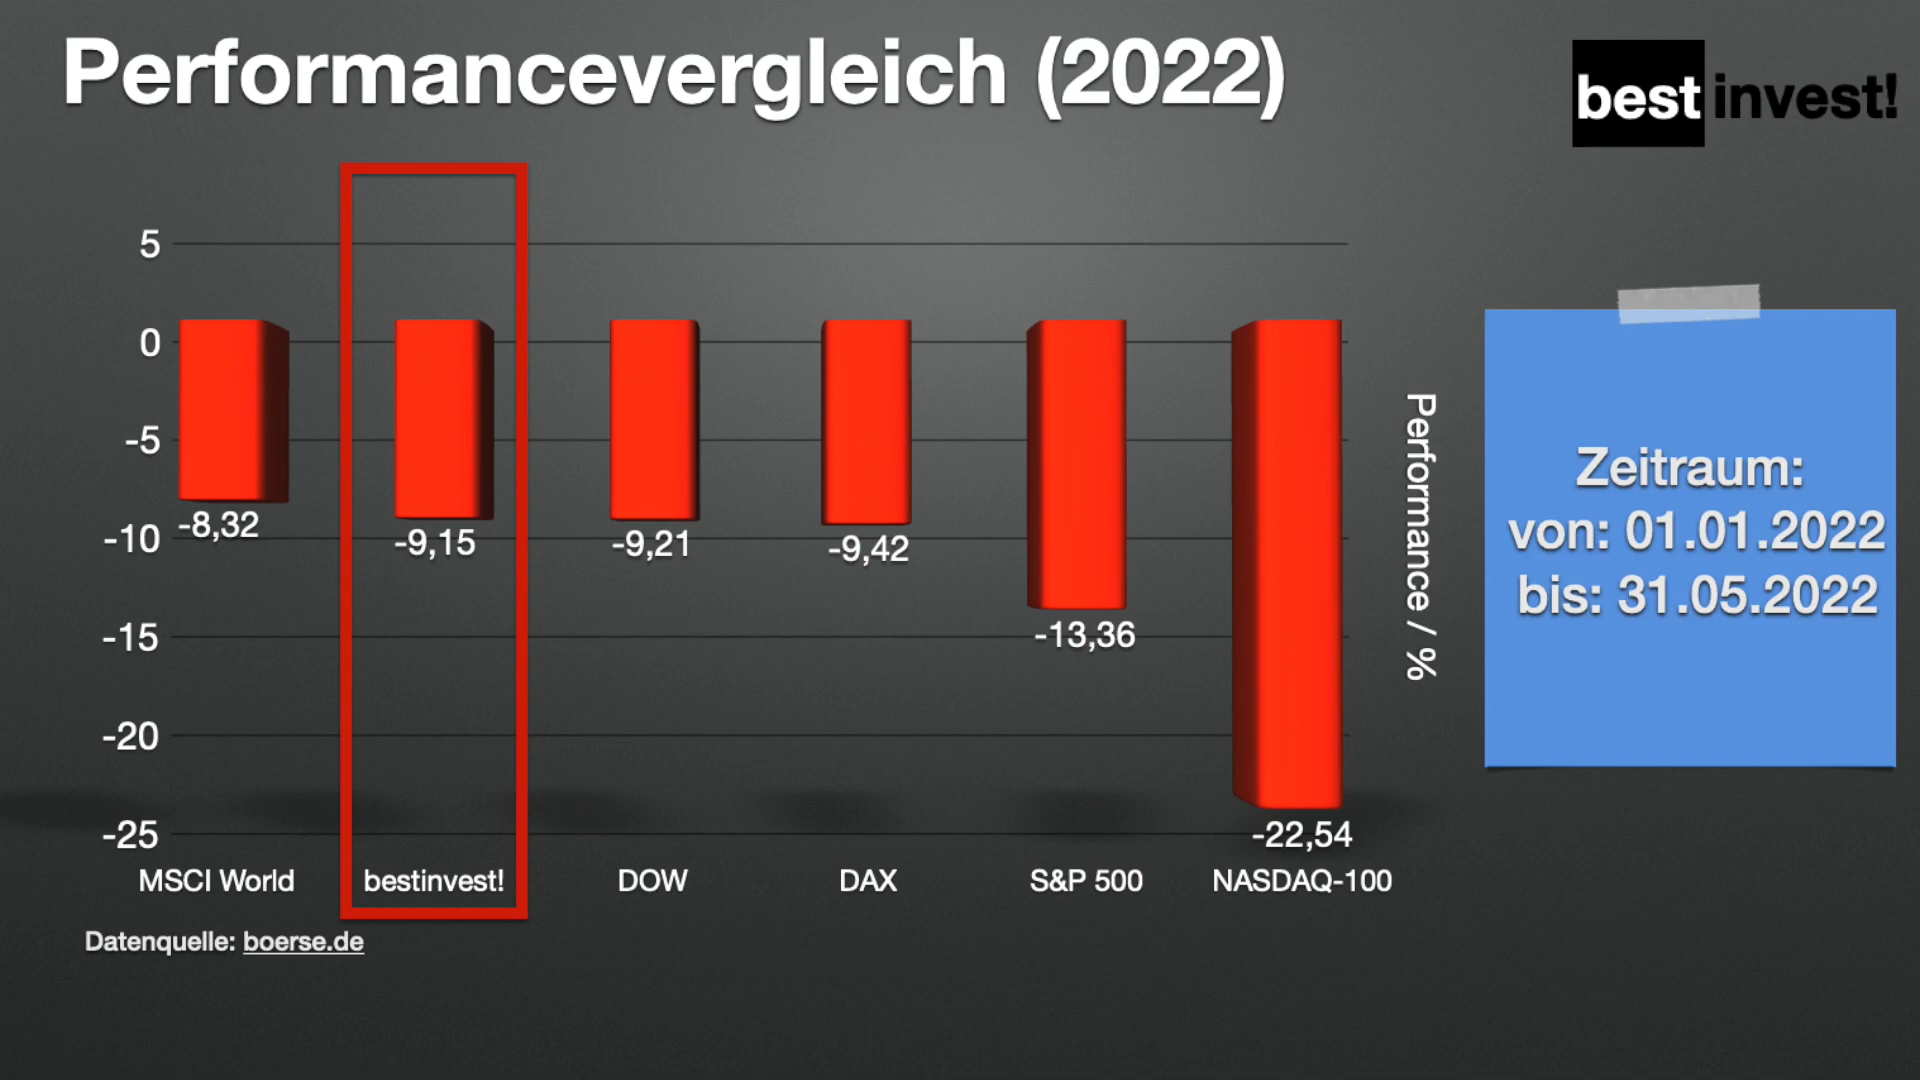 Performancevergleich (2022)
bestinvest!
5
0
-5
-10
-15
-20
-25
-8,32
-9,15
-9,21
-9,42
-13,36
-22,54
MSCI World
bestinvest!
DOW
DAX
S&P 500
NASDAQ-100
Performance / %
Zeitraum:
von: 01.01.2022
bis: 31.05.2022
Datenquelle: boerse.de